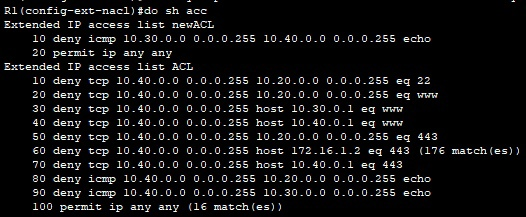 R1(config-ext-nacl)#do sh acc
Extended IP access list newACL
10 deny icmp 10.30.0.0 0.0.0.255 10.40.0.0 0.0.0.255 echo
20 permit ip any any
Extended IP access list ACL
10 deny tcp 10.40.0.0 0.0.0.255 10.20.0.0 0.0.0.255 eq 22
20 deny tcp 10.40.0.0 0.0.0.255 10.20.0.0 0.0.0.255 eq www
30 deny tcp 10.40.0.0 0.0.0.255 host 10.30.0.1 eq www
40 deny tcp 10.40.0.0 0.0.0.255 host 10.40.0.1 eq www
50 deny tcp 10.40.0.0 0.0.0.255 10.20.0.0 0.0.0.255 eq 443
60 deny tcp 10.40.0.0 0.0.0.255 host 172.16.1.2 eq 443 (176 match(es))
70 deny tcp 10.40.0.0 0.0.0.255 host 10.40.0.1 eq 443
80 deny icmp 10.40.0.0 0.0.0.255 10.20.0.0 0.0.0.255 echo
90 deny icmp 10.40.0.0 0.0.0.255 10.30.0.0 0.0.0.255 echo
100 permit ip any any (16 match(es))